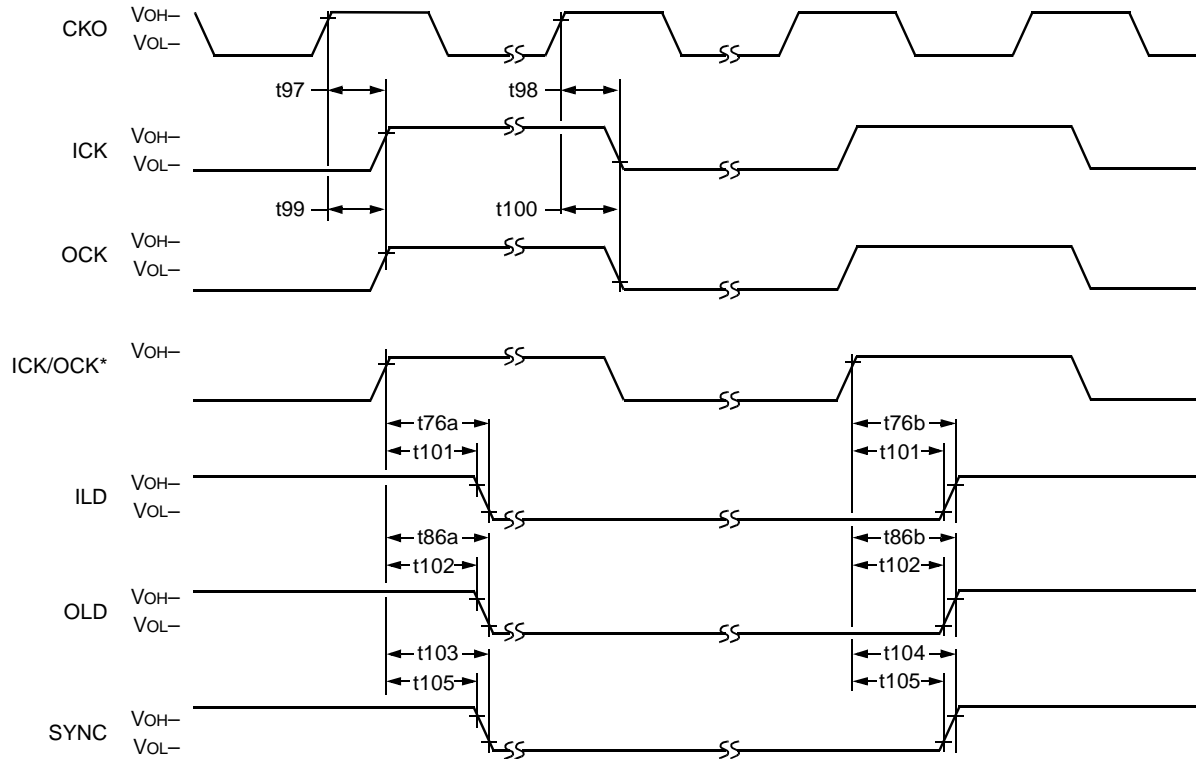 CKO
VOH–
VOL–
t97
t98
ICK
VOH–
VOL–
t99
t100
OCK
VOH–
VOL–
ICK/OCK*
VOH–
t76a
t76b
t101
t101
ILD
VOH–
VOL–
t86a
t86b
t102
t102
OLD
VOH–
VOL–
t103
t104
t105
t105
SYNC
VOH–
VOL–